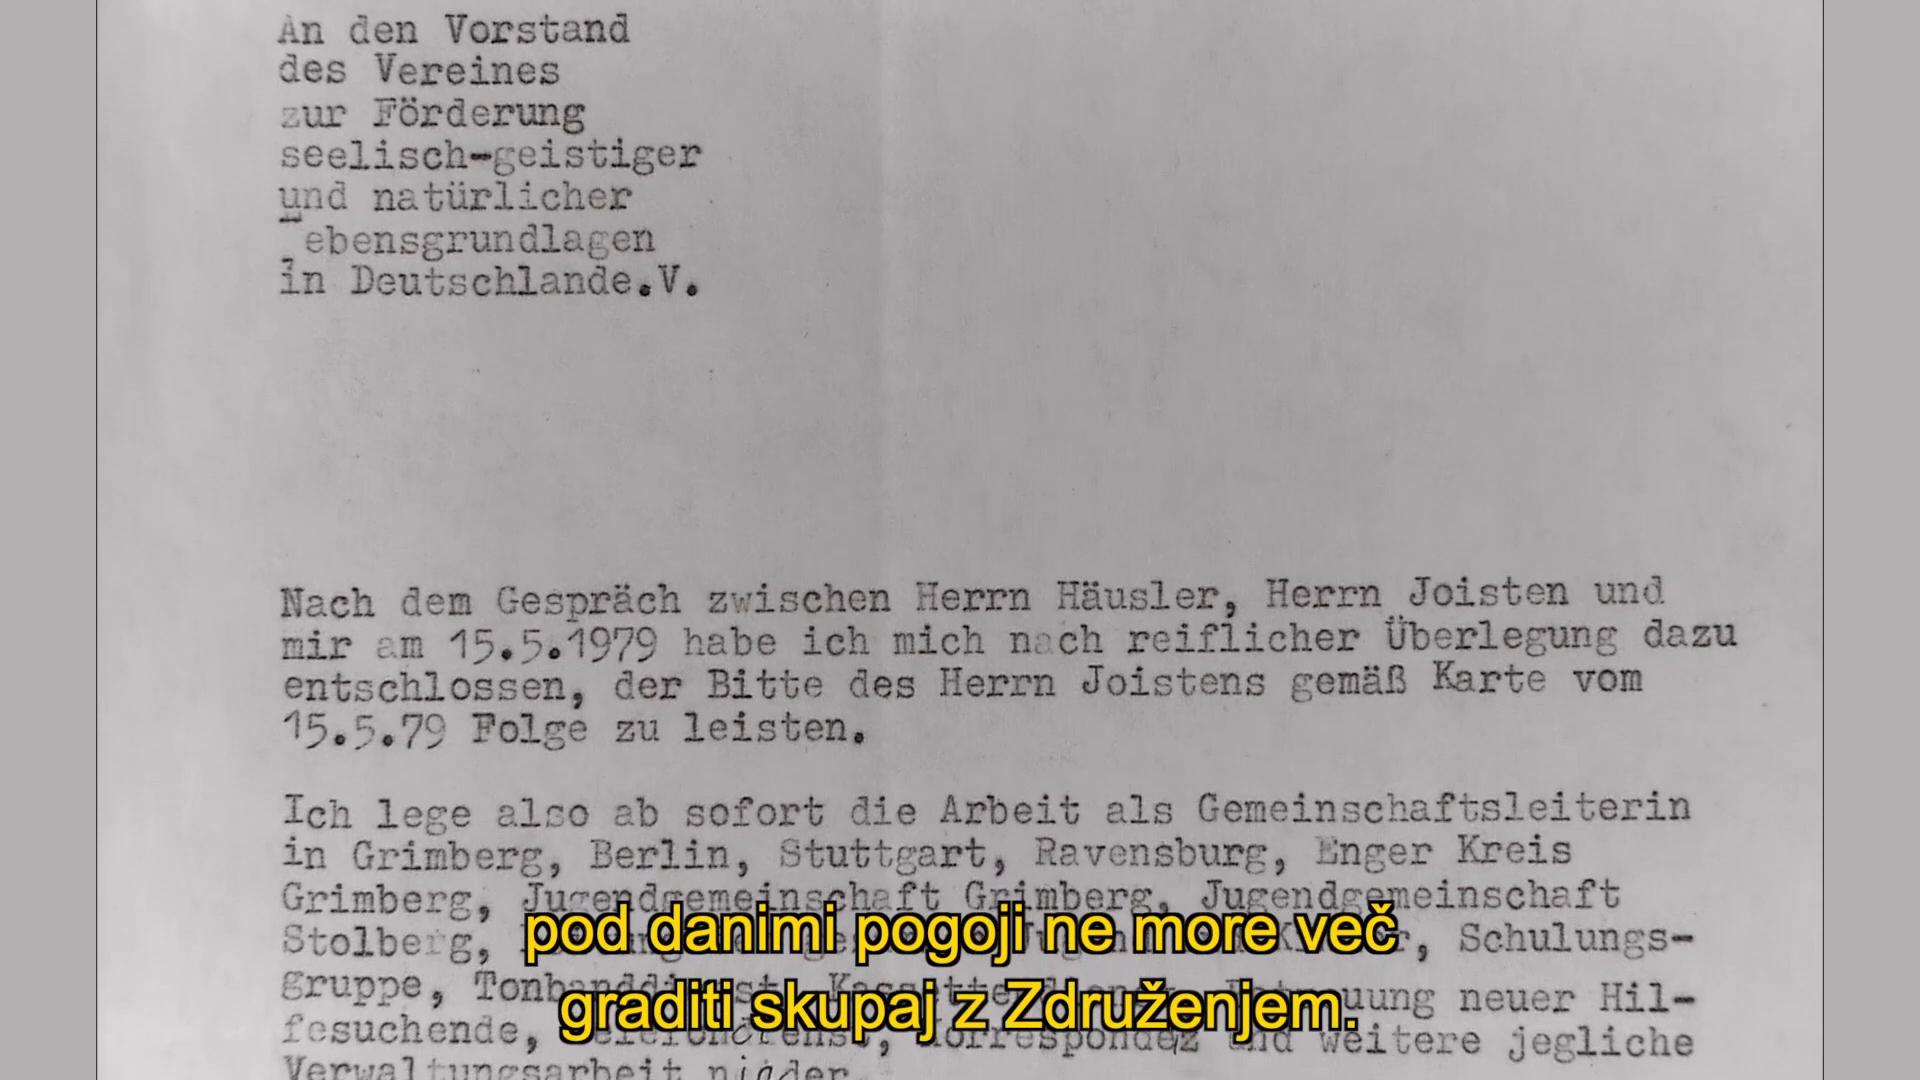 An den Vorstand
des Vereines
zur Förderung
seelisch-geistiger
und natürlicher
ebensgrundlagen
in Deutschlande.V.
Nach dem Gespräch zwischen Herrn Häusler, Herrn Joisten und
mir am 15.5.1979 habe ich mich nach reiflicher Überlegung dazu
entschlossen, der Bitte des Herrn Joistens gemäß Karte vom
15.5.79 Folge zu leisten.
Ich lege also ab sofort die Arbeit als Gemeinschaftsleiterin
in Grimberg, Berlin, Stuttgart, Ravensburg, Enger Kreis
Grimberg, Jugendgemeinschaft Grimberg, Jugendgemeinschaft
Stolberg, Schulungs-
pod danimi pogoji ne more več
gruppe, neuer Hil-
graditi skupaj z Združenjem.
fesuchende, und weitere jegliche
Verwaltungsarbeit nieder.